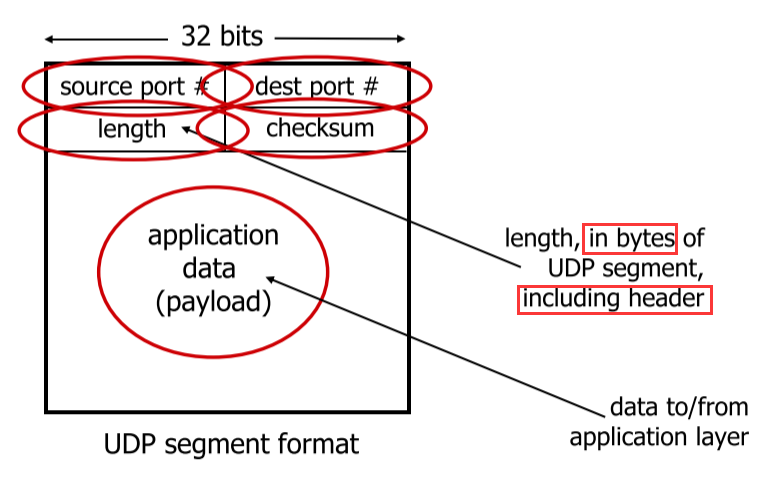 32 bits
source port # dest port #
length checksum
application
data
(payload)
length, in bytes of
UDP segment,
including header
data to/from
application layer
UDP segment format